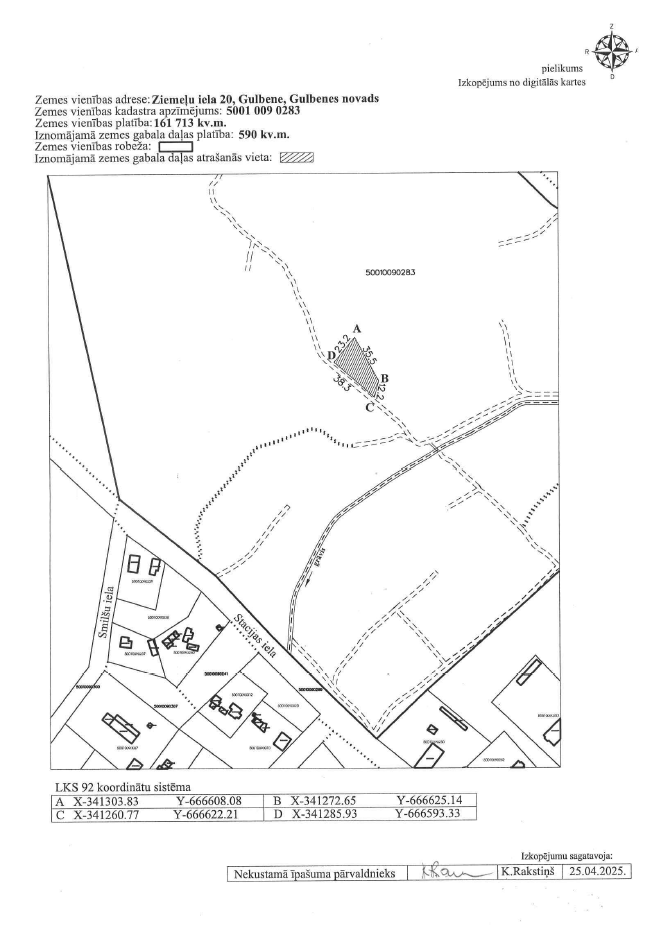 Z
R
A
D
pielikums
Izkopējums no digitālās kartes
Zemes vienības adrese: Ziemeļu iela 20, Gulbene, Gulbenes novads
Zemes vienības kadastra apzīmējums: 5001 009 0283
Zemes vienības platība: 161 713 kv.m.
Iznomājamā zemes gabala daļas platība: 590 kv.m.
Zemes vienības robeža:
Iznomājamā zemes gabala daļas atrašanās vieta:
50010090283
A
23.2
35.5
D
B
38.3
12.2
C
grāvis
Smilšu iela
Stacijas iela
LKS 92 koordinātu sistēma
A X-341303.83 Y-666608.08 B X-341272.65 Y-666625.14
C X-341260.77 Y-666622.21 D X-341285.93 Y-666593.33
Izkopējumu sagatavoja:
Nekustamā īpašuma pārvaldnieks K.Rakstiņš 25.04.2025.